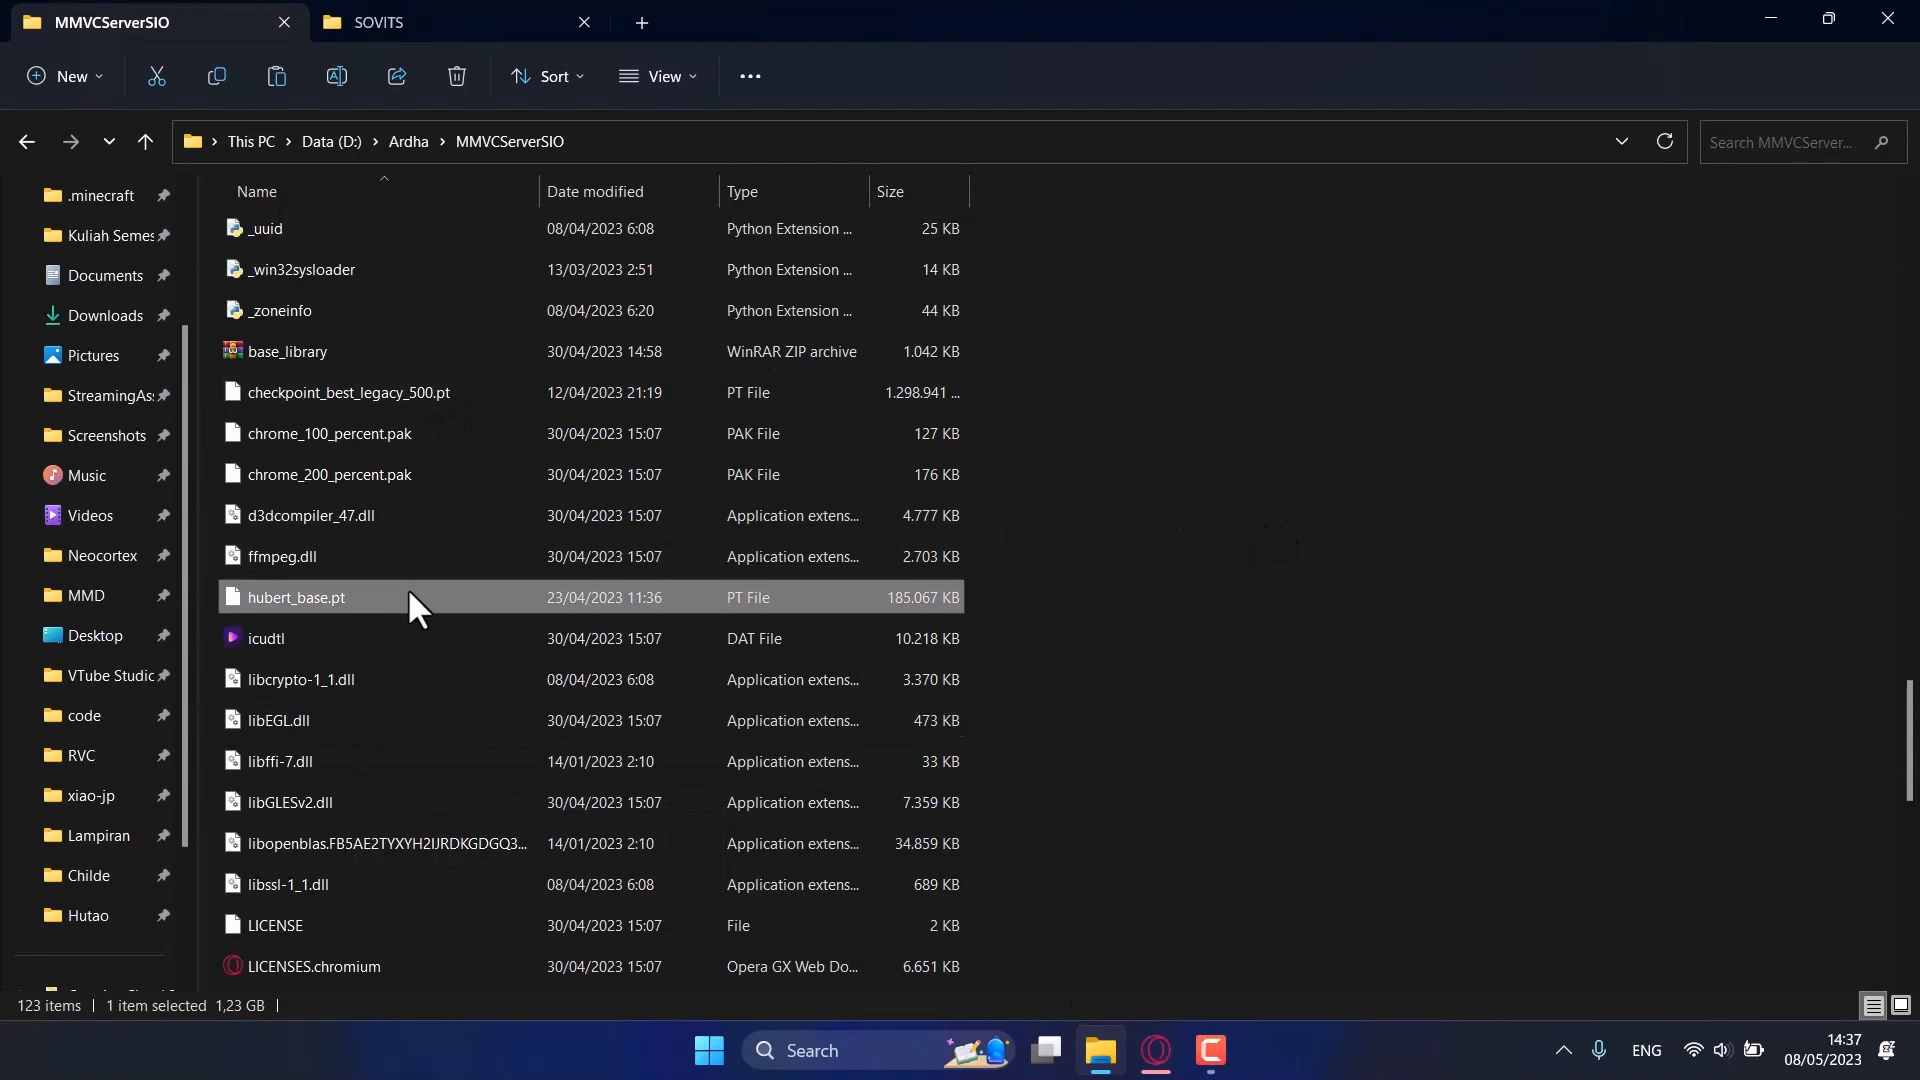 MMVCServerSIO
SOVITS
New
Sort
View
This PC > Data (D:) > Ardha > MMVCServerSIO
Search MMVCServer...
Name Date modified Type Size
.minecraft
Kuliah Semes
Documents
Downloads
Pictures
StreamingAs
Screenshots
Music
Videos
Neocortex
MMD
Desktop
VTube Studic
code
RVC
xiao-jp
Lampiran
Childe
Hutao
_uuid 08/04/2023 6:08 Python Extension ... 25 KB
_win32sysloader 13/03/2023 2:51 Python Extension ... 14 KB
_zoneinfo 08/04/2023 6:20 Python Extension ... 44 KB
base_library 30/04/2023 14:58 WinRAR ZIP archive 1.042 KB
checkpoint_best_legacy_500.pt 12/04/2023 21:19 PT File 1.298.941 ...
chrome_100_percent.pak 30/04/2023 15:07 PAK File 127 KB
chrome_200_percent.pak 30/04/2023 15:07 PAK File 176 KB
d3dcompiler_47.dll 30/04/2023 15:07 Application extens... 4.777 KB
ffmpeg.dll 30/04/2023 15:07 Application extens... 2.703 KB
hubert_base.pt 23/04/2023 11:36 PT File 185.067 KB
icudtl 30/04/2023 15:07 DAT File 10.218 KB
libcrypto-1_1.dll 08/04/2023 6:08 Application extens... 3.370 KB
libEGL.dll 30/04/2023 15:07 Application extens... 473 KB
libffi-7.dll 14/01/2023 2:10 Application extens... 33 KB
libGLESv2.dll 30/04/2023 15:07 Application extens... 7.359 KB
libopenblas.FB5AE2TYXYH2IJRDKGDGQ3... 14/01/2023 2:10 Application extens... 34.859 KB
libssl-1_1.dll 08/04/2023 6:08 Application extens... 689 KB
LICENSE 30/04/2023 15:07 File 2 KB
LICENSES.chromium 30/04/2023 15:07 Opera GX Web Do... 6.651 KB
123 items | 1 item selected 1,23 GB |
Search
ENG
14:37
08/05/2023